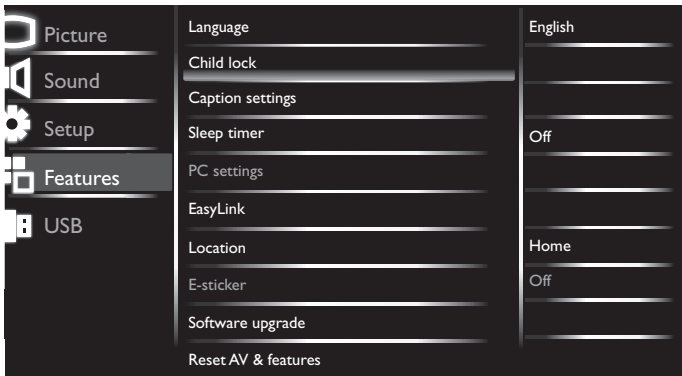 Picture
Sound
Setup
Features
USB
Language English
Child lock
Caption settings
Sleep timer Off
PC settings
EasyLink
Location Home
E-sticker Off
Software upgrade
Reset AV & features